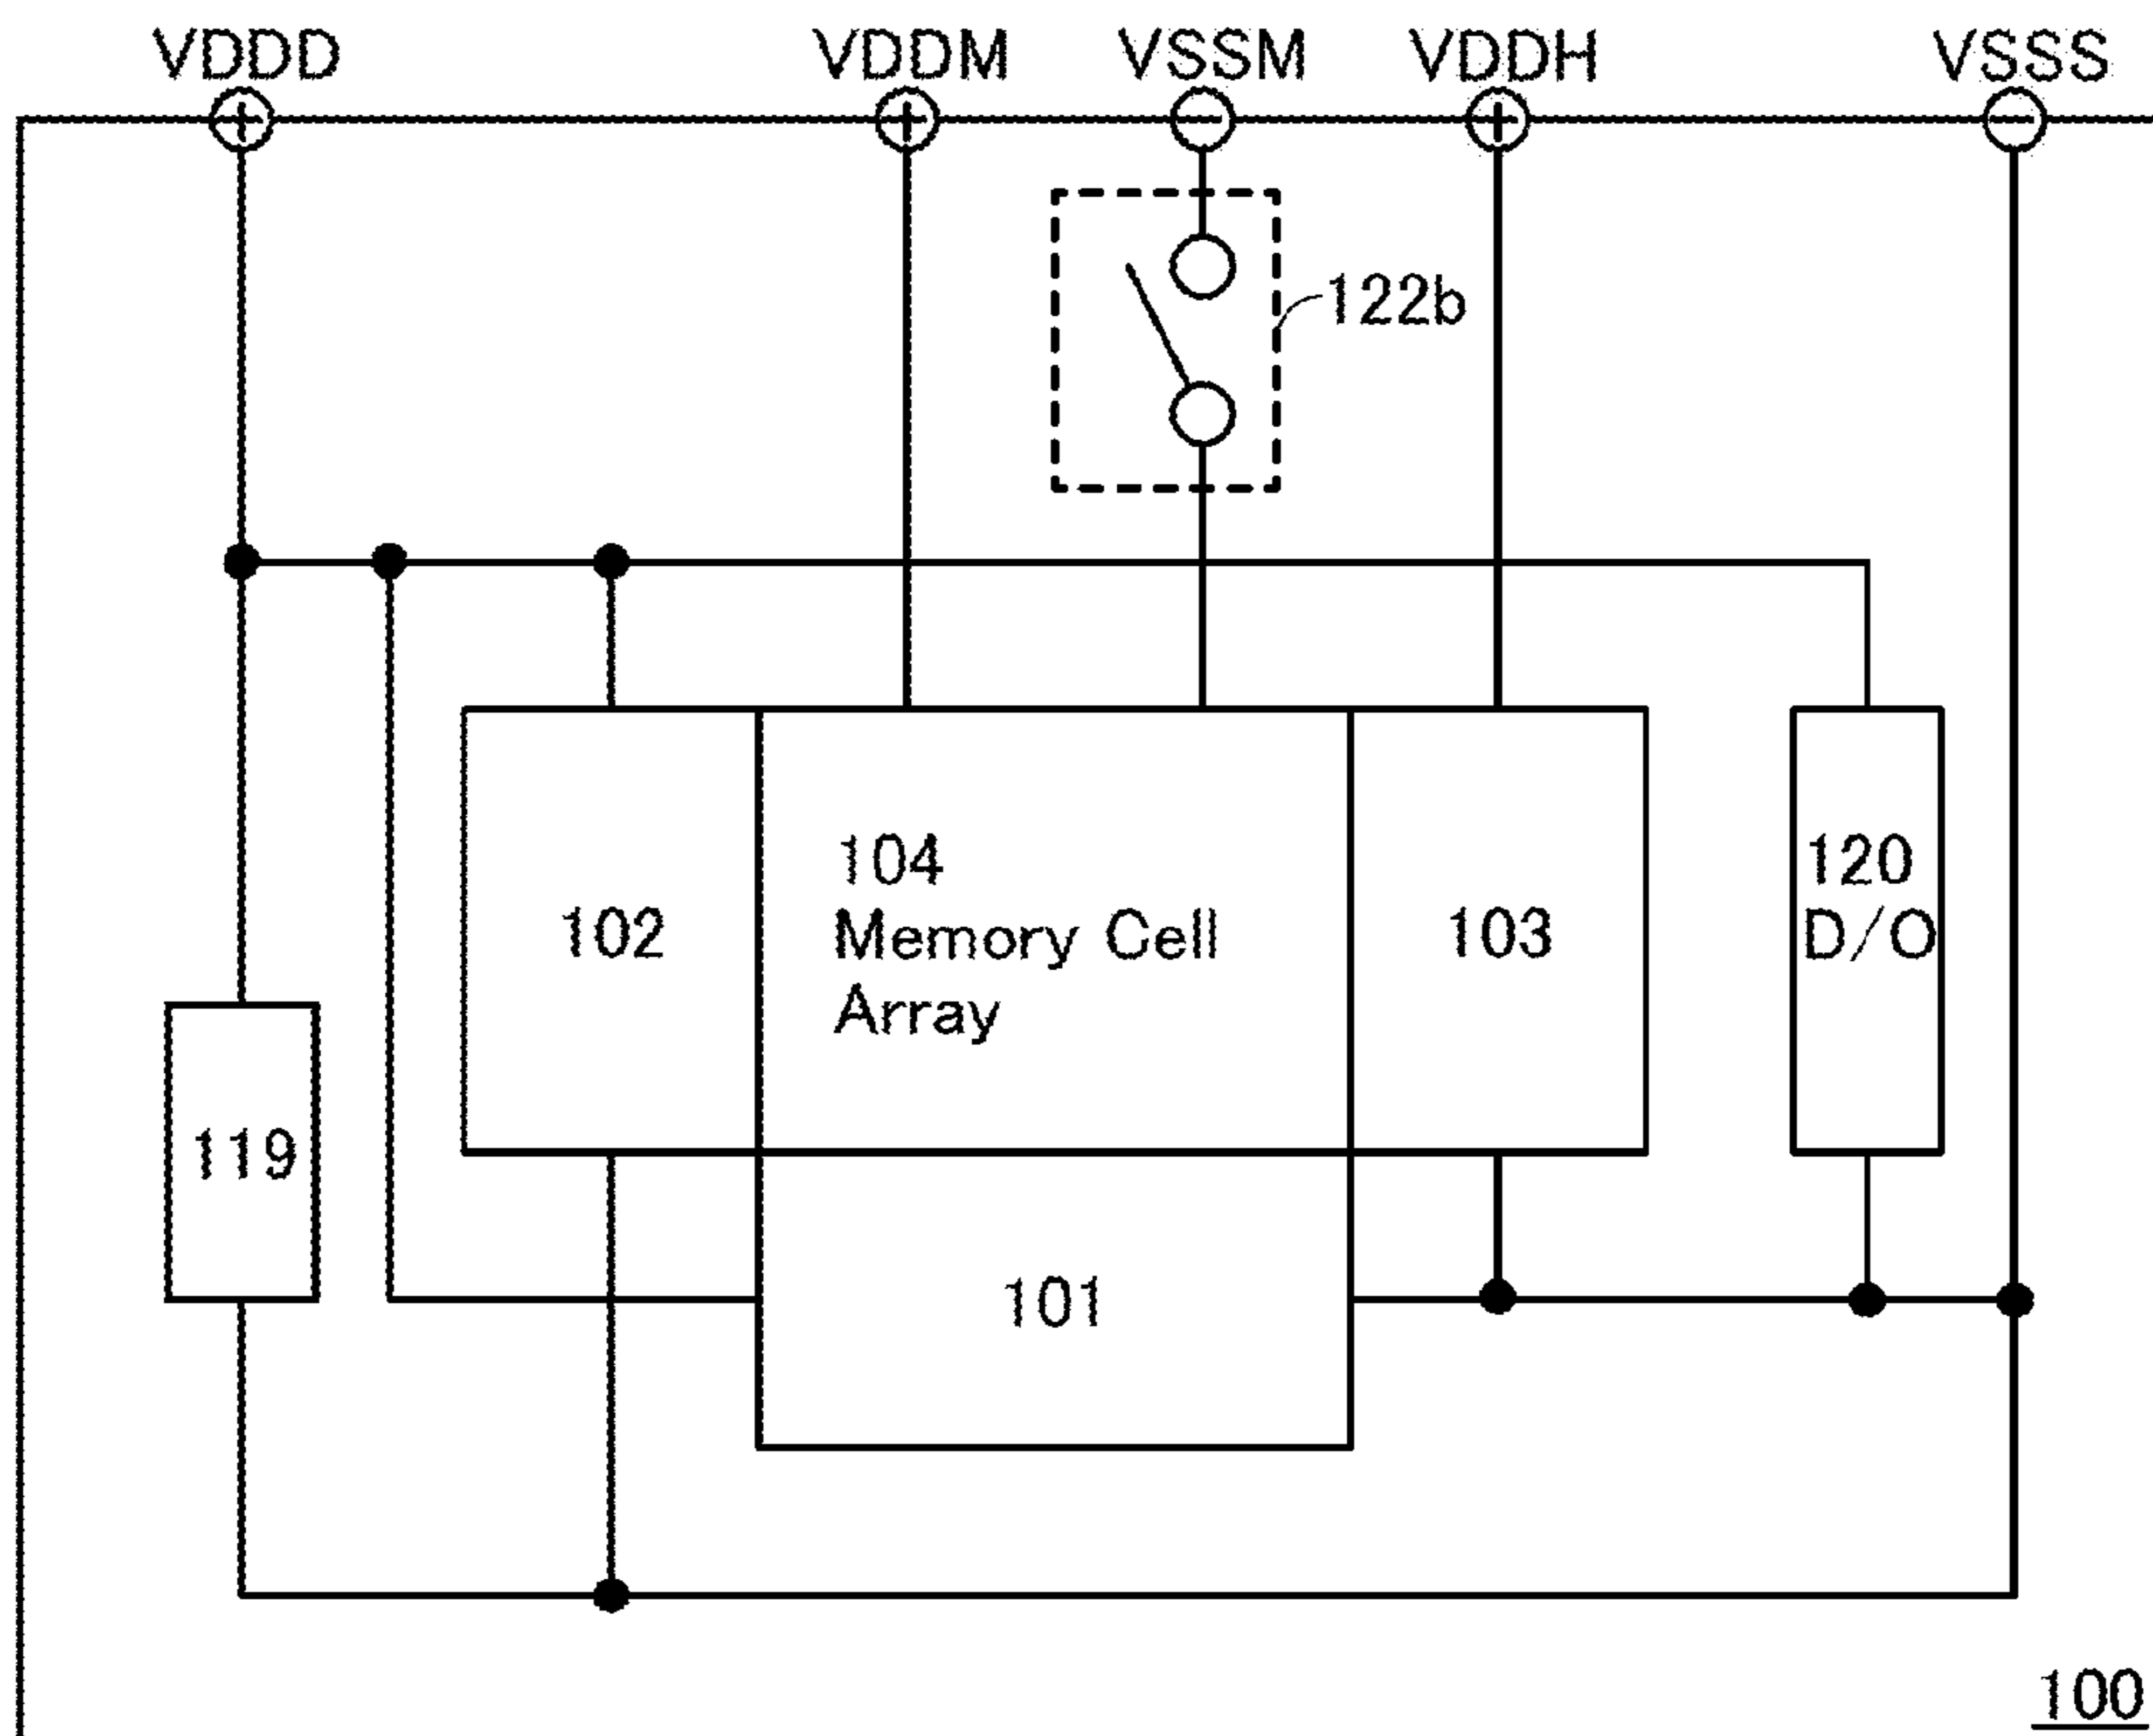 VDDD
VDDM
VSSM
VDDH
VSSS
122b
102
104
Memory Cell
Array
103
120
D/O
119
101
100